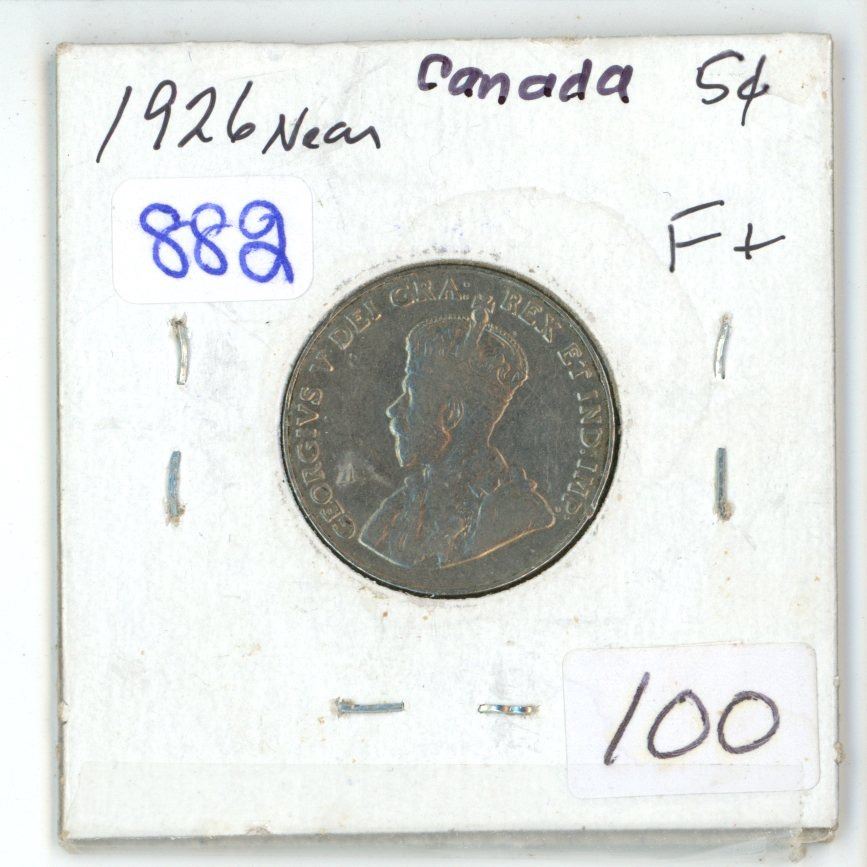 Canada 5¢
1926 Near
882
F+
GEORGIVS V DEI GRA: REX ET IND: IMP:
100